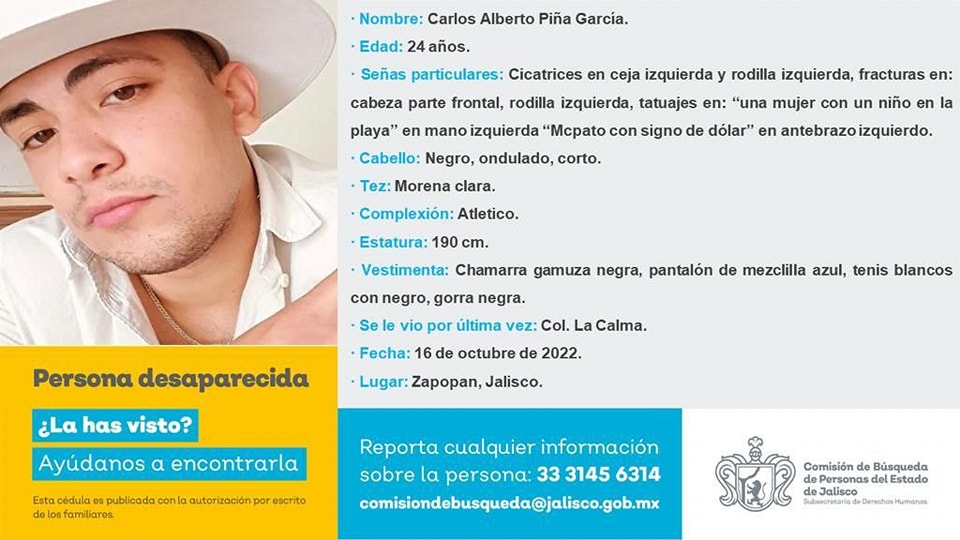 · Nombre: Carlos Alberto Piña García.
· Edad: 24 años.
· Señas particulares: Cicatrices en ceja izquierda y rodilla izquierda, fracturas en:
cabeza parte frontal, rodilla izquierda, tatuajes en: “una mujer con un niño en la
playa” en mano izquierda “Mcpato con signo de dólar” en antebrazo izquierdo.
· Cabello: Negro, ondulado, corto.
· Tez: Morena clara.
· Complexión: Atletico.
· Estatura: 190 cm.
· Vestimenta: Chamarra gamuza negra, pantalón de mezclilla azul, tenis blancos
con negro, gorra negra.
· Se le vio por última vez: Col. La Calma.
· Fecha: 16 de octubre de 2022.
· Lugar: Zapopan, Jalisco.
Persona desaparecida
¿La has visto?
Ayúdanos a encontrarla
Esta cédula es publicada con la autorización por escrito
de los familiares.
Reporta cualquier información
sobre la persona: 33 3145 6314
comisiondebusqueda@jalisco.gob.mx
Comisión de Búsqueda
de Personas del Estado
de Jalisco
Subsecretaría de Derechos Humanos